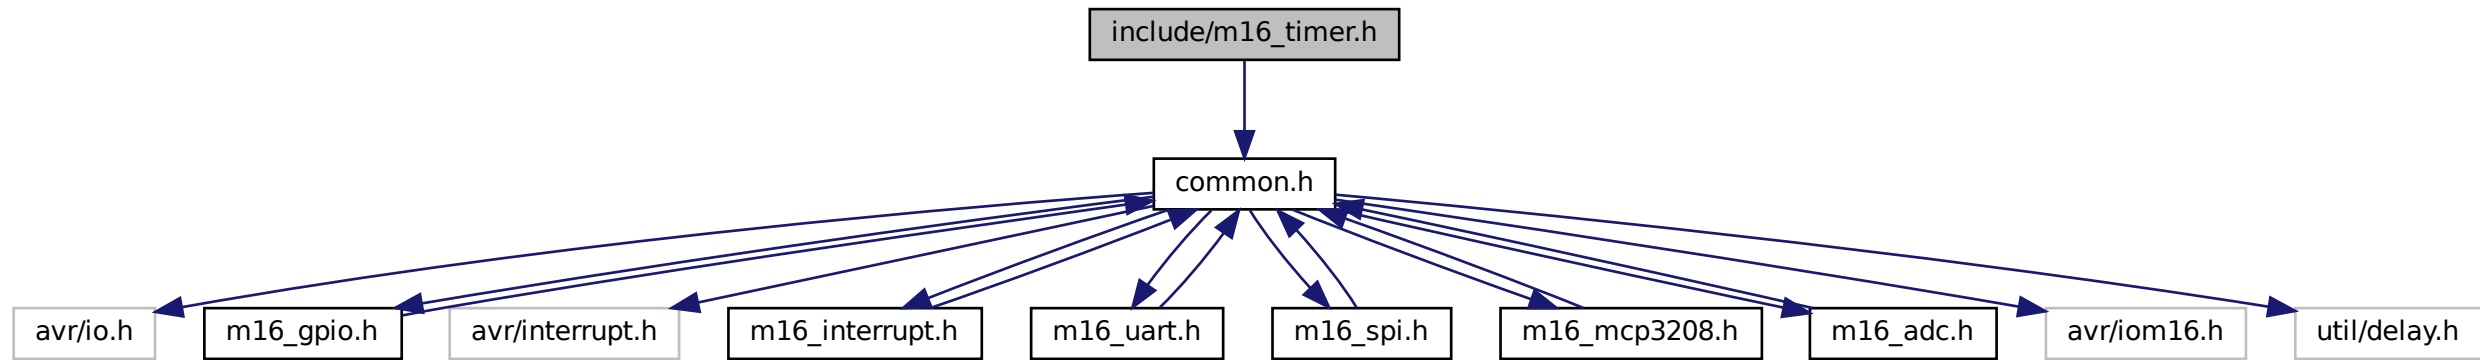 include/m16_timer.h
common.h
avr/io.h
m16_gpio.h
avr/interrupt.h
m16_interrupt.h
m16_uart.h
m16_spi.h
m16_mcp3208.h
m16_adc.h
avr/iom16.h
util/delay.h